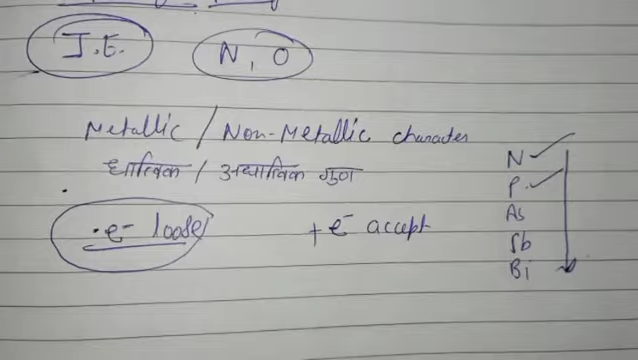 I.E. N, O
Metallic / Non-Metallic character
धात्विक / अधात्विक गुण
N
P.
.e- loose/ + e- accept
As
Sb
Bi